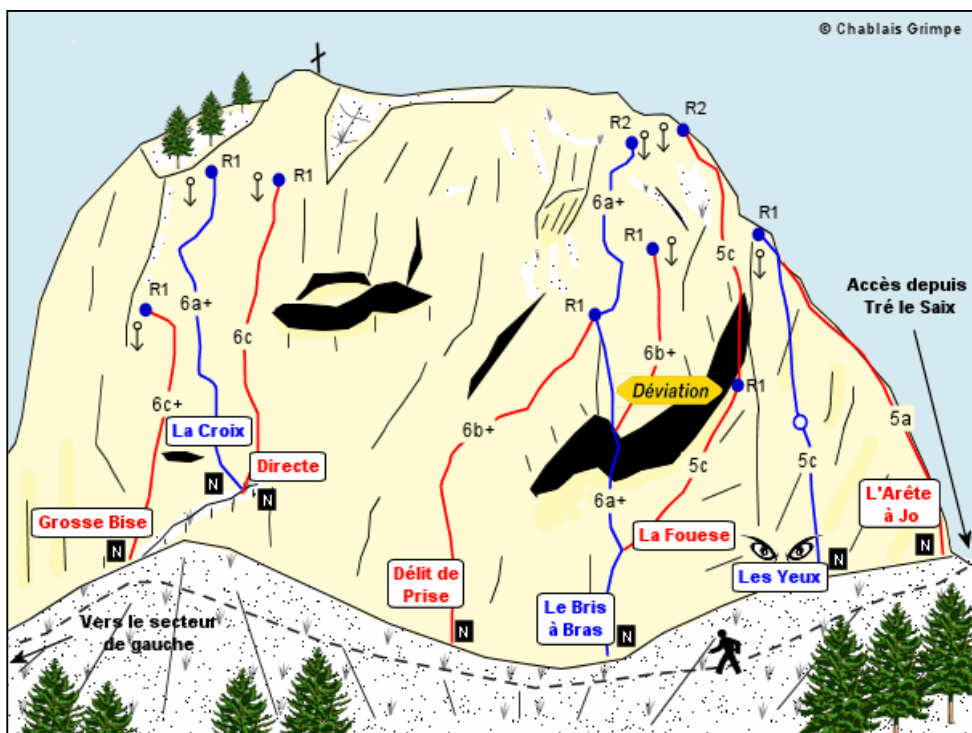 © Chablais Grimpe
R2
R2
R1
R1
6a+
R1
R1
5c
R1
Accès depuis
Tré le Saix
R1
6a+
6c
6b+
Déviation
R1
6c+
6b+
5a
La Croix
5c
5c
Directe
6a+
L'Arête
à Jo
Grosse Bise
N
N
La Fouese
N
N
Délit de
Prise
Les Yeux
N
N
Le Bris
à Bras
Vers le secteur
de gauche
N
N